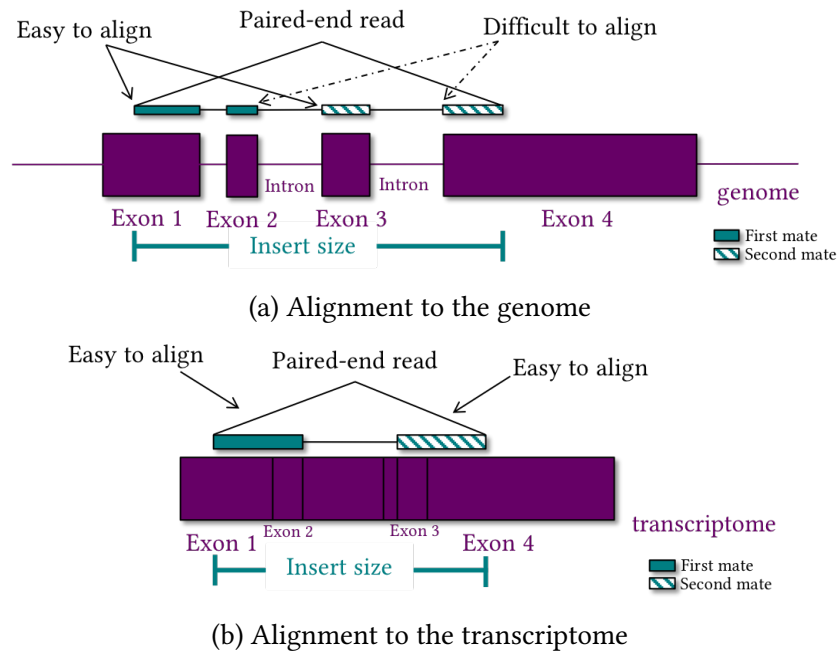 Paired-end read
Easy to align
Difficult to align
Intron
Intron
genome
Exon 1
Exon 2
Exon 3
Exon 4
Insert size
First mate
Second mate
(a) Alignment to the genome
Easy to align
Paired-end read
Easy to align
transcriptome
Exon 1
Exon 2
Exon 3
Exon 4
Insert size
First mate
Second mate
(b) Alignment to the transcriptome